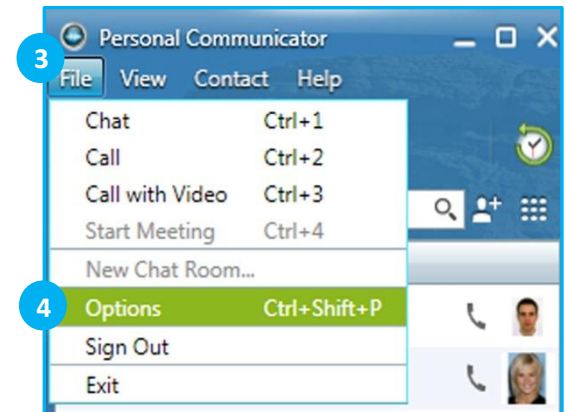 Personal Communicator
3
File View Contact Help
Chat Ctrl+1
Call Ctrl+2
Call with Video Ctrl+3
Start Meeting Ctrl+4
New Chat Room...
4 Options Ctrl+Shift+P
Sign Out
Exit